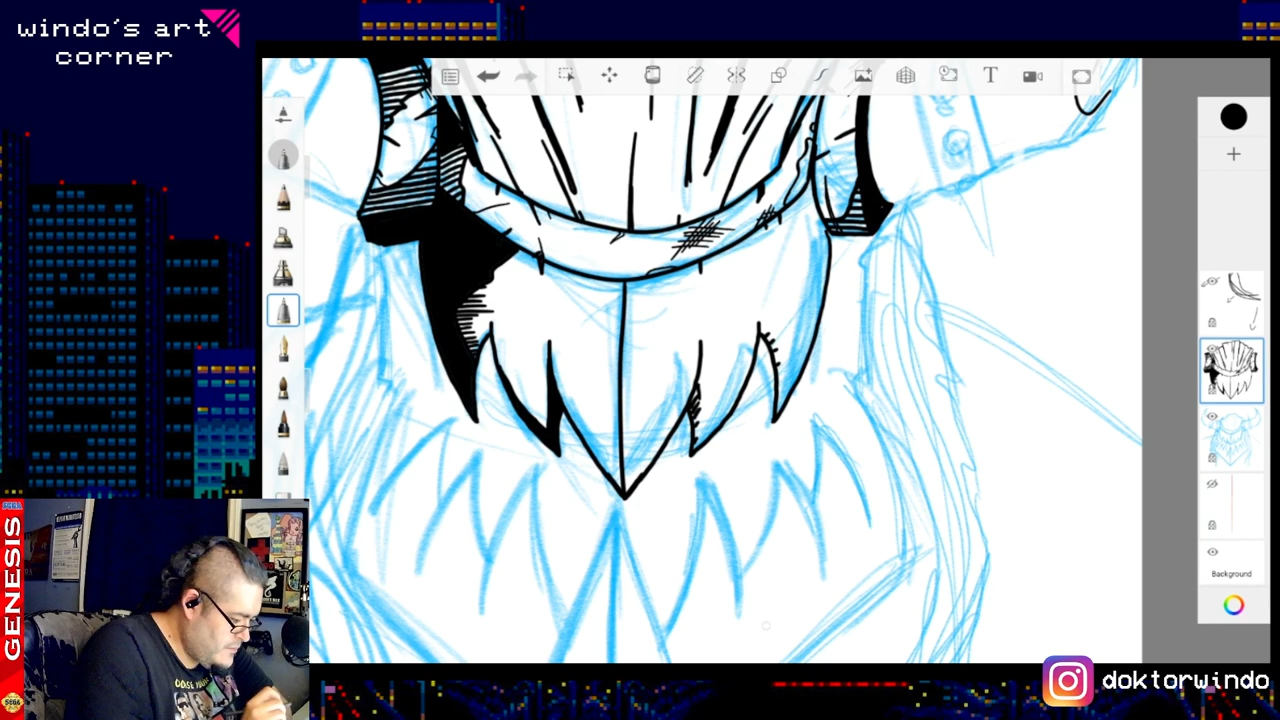 windo's art
corner
T
Background
SEGA
GENESIS
doktorwindo